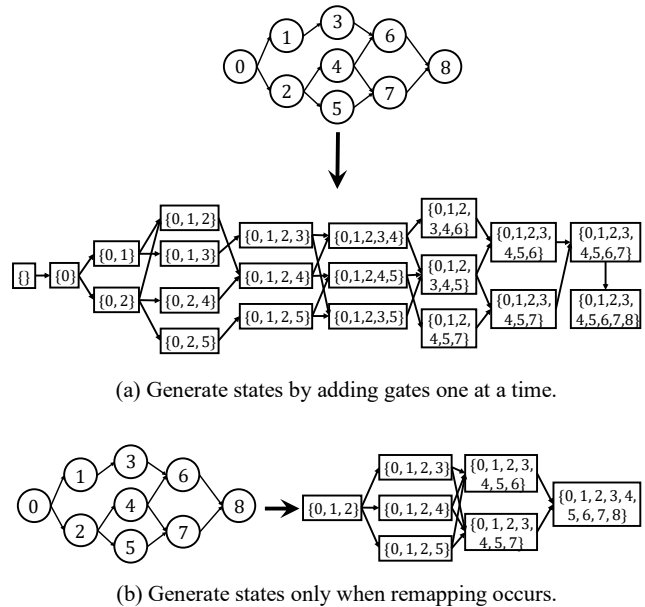 3
1
6
0
4
8
2
7
5
{0, 1, 2}
{0,1,2, 3,4,6}
{0,1,2,3, 4,5,6}
{0,1,2,3, 4,5,6,7}
{0, 1, 2, 3}
{0,1,2,3,4}
{0, 1}
{0, 1, 3}
{}
{0}
{0, 1, 2, 4}
{0,1,2,4,5}
{0,1,2, 3,4,5}
{0, 2}
{0, 2, 4}
{0,1,2,3, 4,5,7}
{0,1,2,3, 4,5,6,7,8}
{0, 1, 2, 5}
{0,1,2,3,5}
{0, 2, 5}
{0,1,2, 4,5,7}
(a) Generate states by adding gates one at a time.
3
1
6
0
4
8
2
7
5
{0, 1, 2}
{0, 1, 2, 3}
{0, 1, 2, 4}
{0, 1, 2, 5}
{0, 1, 2, 3, 4, 5, 6}
{0, 1, 2, 3, 4, 5, 7}
{0, 1, 2, 3, 4, 5, 6, 7, 8}
(b) Generate states only when remapping occurs.